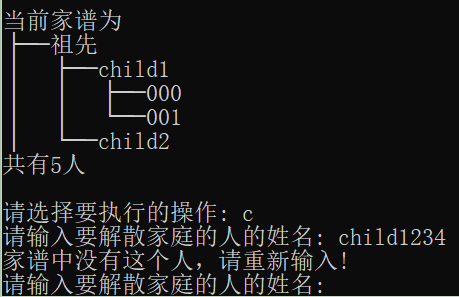 当前家谱为
├──祖先
│   ├──child1
│   │   ├──000
│   │   └──001
│   └──child2
共有5人
请选择要执行的操作: c
请输入要解散家庭的人的姓名: child1234
家谱中没有这个人，请重新输入!
请输入要解散家庭的人的姓名: